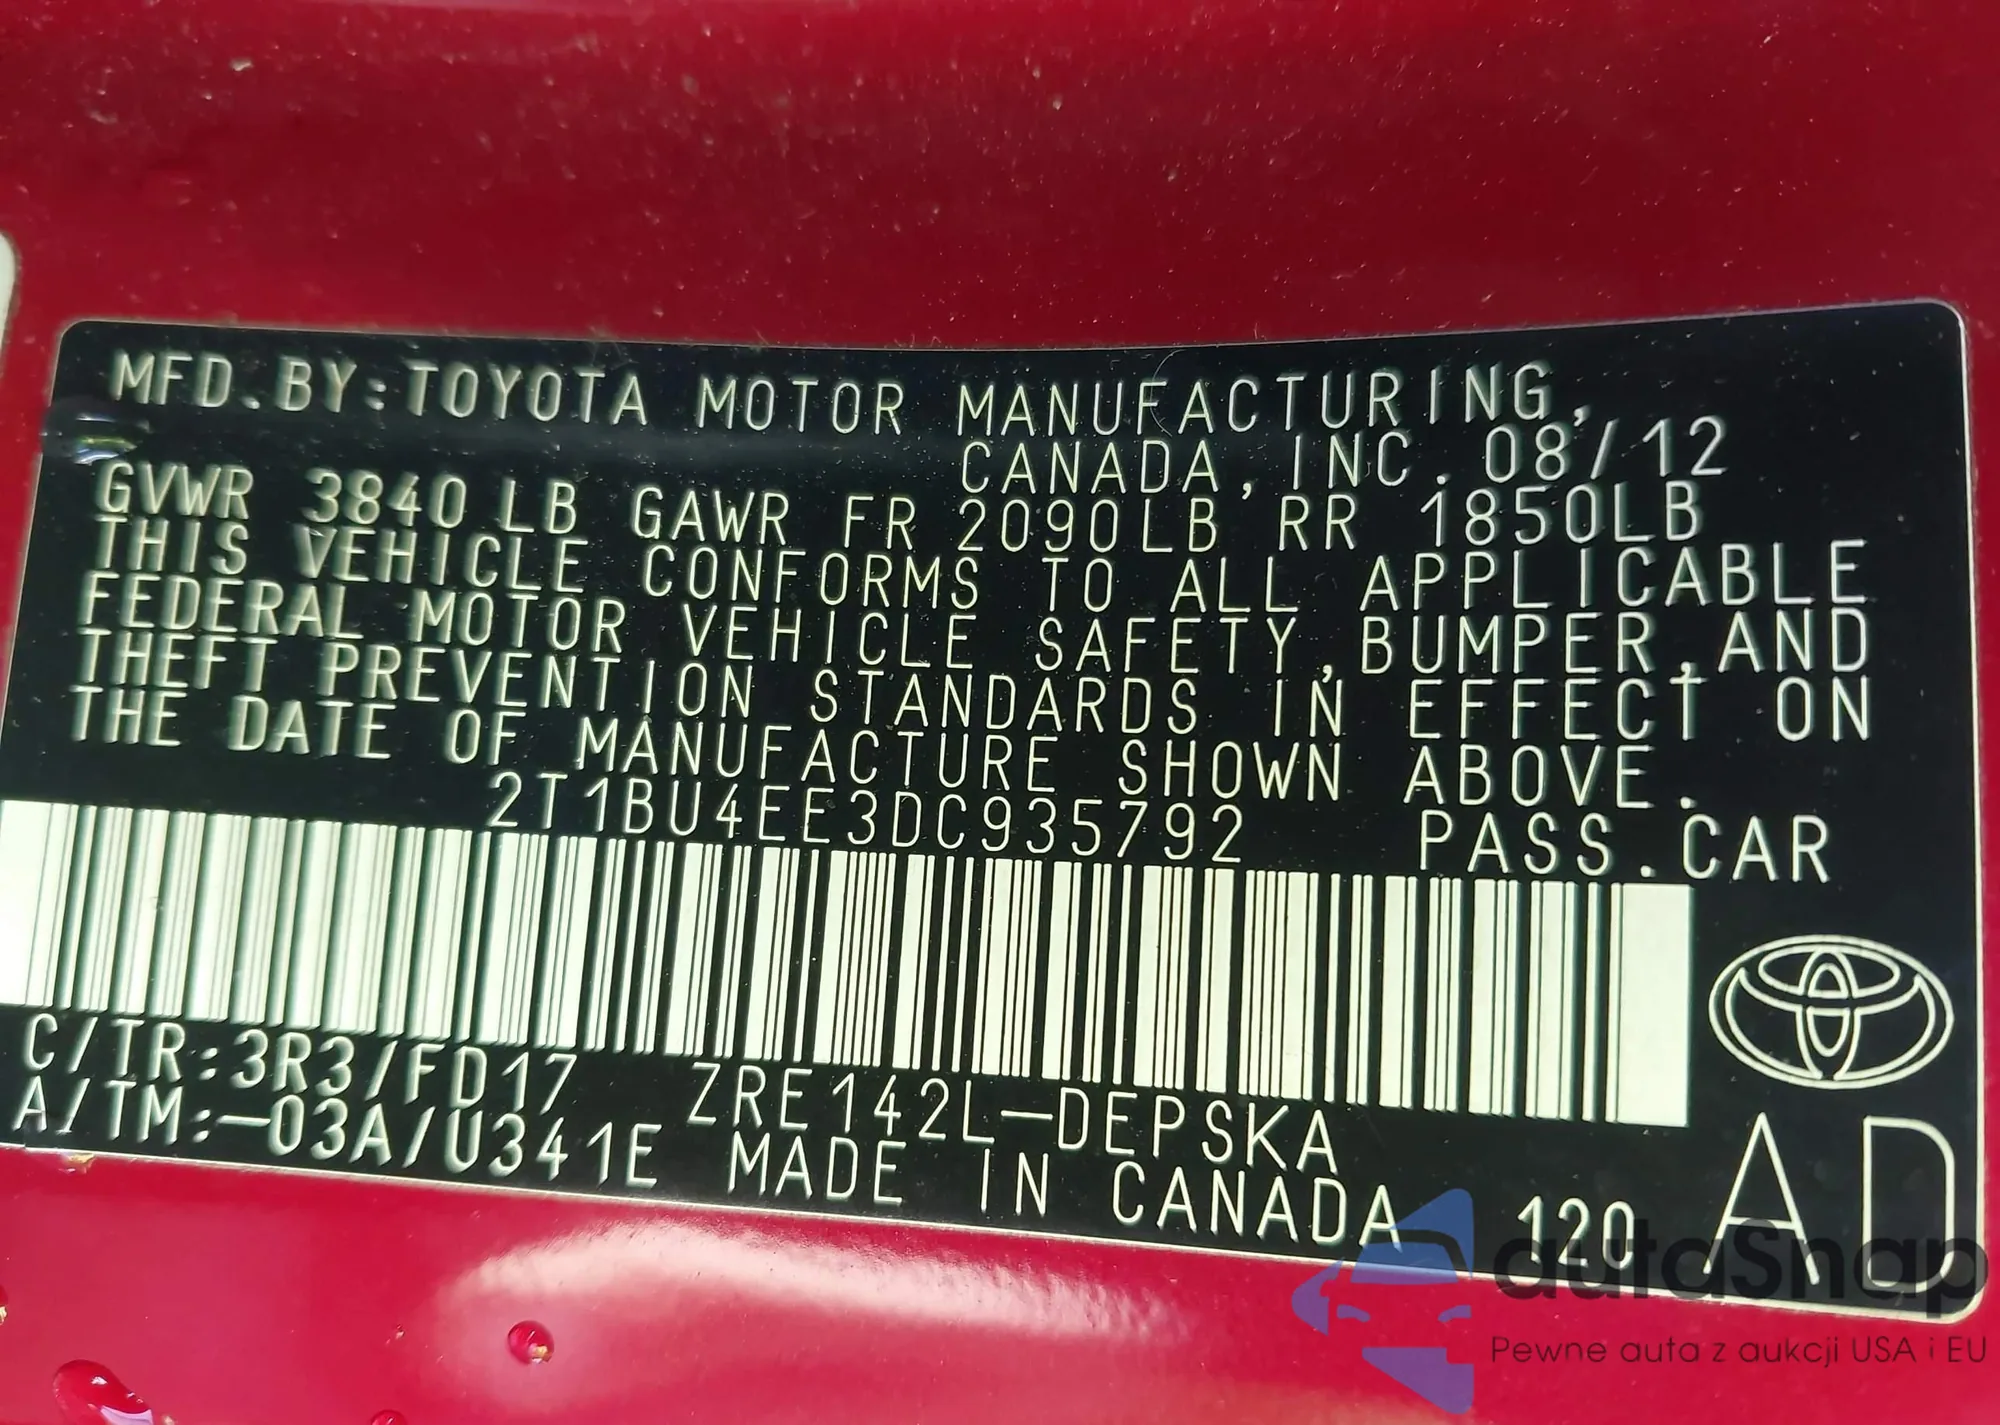 MFD.BY:TOYOTA MOTOR MANUFACTURING,
CANADA,INC. 08/12
GVWR 3840LB GAWR FR 2090LB RR 1850LB
THIS VEHICLE CONFORMS TO ALL APPLICABLE
FEDERAL MOTOR VEHICLE SAFETY,BUMPER,AND
THEFT PREVENTION STANDARDS IN EFFECT ON
THE DATE OF MANUFACTURE SHOWN ABOVE.
2T1BU4EE3DC935792 PASS.CAR
C/TR:3R3/FD17 ZRE142L-DEPSKA
A/TM:-03A/U341E MADE IN CANADA 120 AD
autoSnap
Pewne auta z aukcji USA i EU